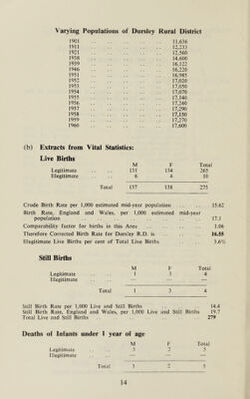 Varying Populations of Dursley Rural District
1901 .. .. .. .. 11,636
1911 .. .. .. .. 12,233
1921 .. .. .. .. 12,560
1938 .. .. .. .. 14,600
1939 .. .. .. .. 16,122
1946 .. .. .. .. 16,220
1951 .. .. .. .. 16,985
1952 .. .. .. .. 17,020
1953 .. .. .. .. 17,050
1954 .. .. .. .. 17,070
1955 .. .. .. .. 17,140
1956 .. .. .. .. 17,240
1957 .. .. .. .. 17,290
1958 .. .. .. .. 17,150
1959 .. .. .. .. 17,270
1960 .. .. .. .. 17,600
(b) Extracts from Vital Statistics:
Live Births
M F Total
Legitimate .. .. 131 134 265
Illegitimate .. .. 6 4 10
Total 137 138 275
Crude Birth Rate per 1,000 estimated mid-year population .. 15.62
Birth Rate, England and Wales, per 1,000 estimated mid-year
population .. .. .. .. 17.1
Comparability factor for births in this Area .. .. 1.06
Therefore Corrected Birth Rate for Dursley R.D. is .. 16.55
Illegitimate Live Births per cent of Total Live Births .. 3.6%
Still Births
M F Total
Legitimate .. .. 1 3 4
Illegitimate .. .. — — —
Total 1 3 4
Still Birth Rate per 1,000 Live and Still Births .. 14.4
Still Birth Rate, England and Wales, per 1,000 Live and Still Births 19.7
Total Live and Still Births .. .. 279
Deaths of Infants under 1 year of age
M F Total
Legitimate .. .. 3 2 5
Illegitimate .. .. — — —
Total 3 2 5
14